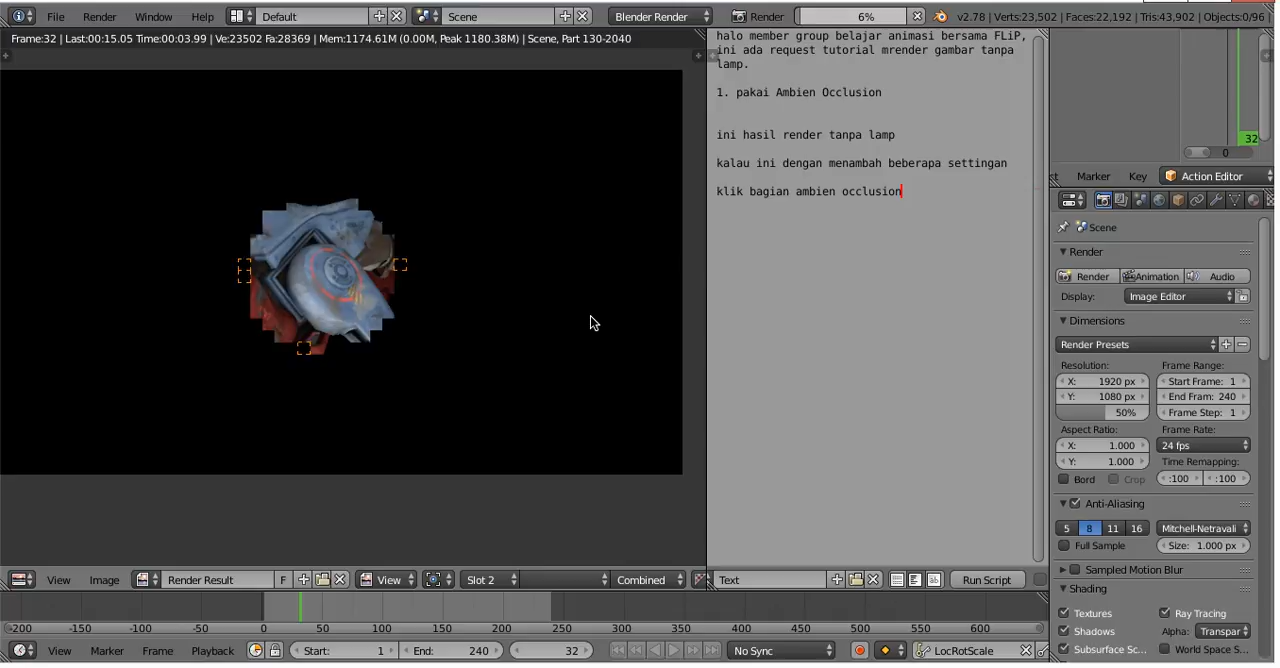 File Render Window Help Default Scene Blender Render Render 6% v2.78 | Verts:23,502 | Faces:22,192 | Tris:43,902 | Objects:0/96
Frame:32 | Last:00:15.05 Time:00:03.99 | Ve:23502 Fa:28369 | Mem:1174.61M (0.00M, Peak 1180.38M) | Scene, Part 130-2040
halo member group belajar animasi bersama FLiP,
ini ada request tutorial mrender gambar tanpa
lamp.
1. pakai Ambien Occlusion
ini hasil render tanpa lamp
kalau ini dengan menambah beberapa settingan
klik bagian ambien occlusion
32
0
Marker Key Action Editor
Scene
Render
Render Animation Audio
Display: Image Editor
Dimensions
Render Presets
Resolution: Frame Range:
X: 1920 px Start Frame: 1
Y: 1080 px End Fram: 240
50% Frame Step: 1
Aspect Ratio: Frame Rate:
X: 1.000 24 fps
Y: 1.000 Time Remapping:
Bord Crop :100 :100
Anti-Aliasing
5 8 11 16 Mitchell-Netravali
Full Sample Size: 1.000 px
Sampled Motion Blur
Shading
Textures Ray Tracing
Shadows Alpha: Transpar
Subsurface Sc... World Space S...
View Image Render Result F View Slot 2 Combined
Text Run Script
-200 -150 -100 -50 0 50 100 150 200 250 300 350 400 450 500 550 600
View Marker Frame Playback Start: 1 End: 240 32 No Sync LocRotScale